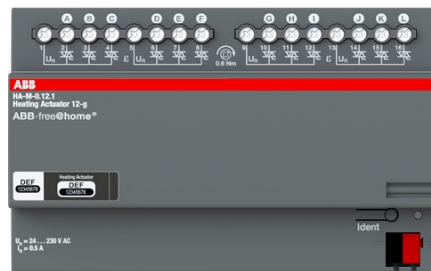 A B C D E F G H I J K L
1 2 3 4 5 6 7 8 9 10 11 12 13 14 15 16
Un Un 0.6 Nm Un Un
ABB
HA-M-0.12.1
Heating Actuator 12-g
ABB-free@home®
DEF
12345678
Heating Actuator
DEF
12345678
Ident
Un = 24 ... 230 V AC
In = 0.5 A